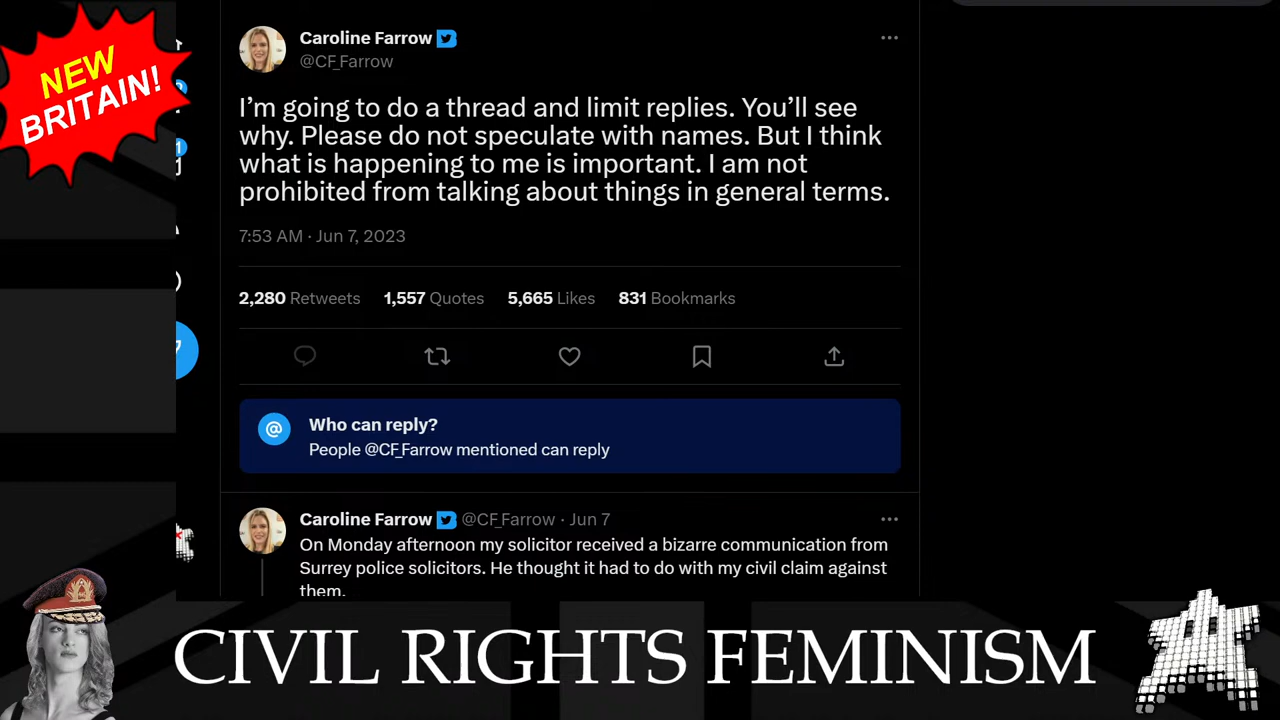 NEW
BRITAIN!
Caroline Farrow
@CF_Farrow
I’m going to do a thread and limit replies. You’ll see
why. Please do not speculate with names. But I think
what is happening to me is important. I am not
prohibited from talking about things in general terms.
7:53 AM · Jun 7, 2023
2,280 Retweets 1,557 Quotes 5,665 Likes 831 Bookmarks
Who can reply?
People @CF_Farrow mentioned can reply
Caroline Farrow @CF_Farrow · Jun 7
On Monday afternoon my solicitor received a bizarre communication from
Surrey police solicitors. He thought it had to do with my civil claim against
them.
CIVIL RIGHTS FEMINISM